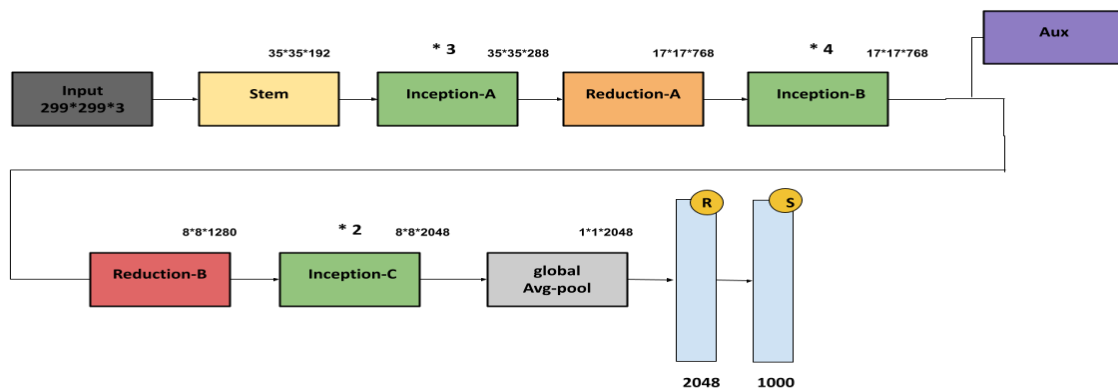 Aux
35*35*192
* 3
35*35*288
17*17*768
* 4
17*17*768
Input
299*299*3
Stem
Inception-A
Reduction-A
Inception-B
R
S
8*8*1280
* 2
8*8*2048
1*1*2048
Reduction-B
Inception-C
global
Avg-pool
2048
1000